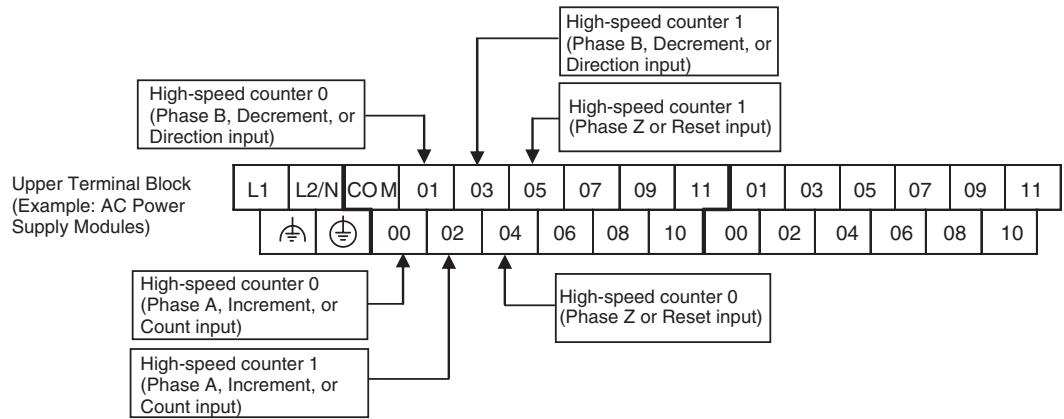 High-speed counter 1
(Phase B, Decrement, or
Direction input)
High-speed counter 0
(Phase B, Decrement, or
Direction input)
High-speed counter 1
(Phase Z or Reset input)
Upper Terminal Block
(Example: AC Power
Supply Modules)
L1 L2/N COM 01 03 05 07 09 11 01 03 05 07 09 11
00 02 04 06 08 10 00 02 04 06 08 10
High-speed counter 0
(Phase A, Increment, or
Count input)
High-speed counter 0
(Phase Z or Reset input)
High-speed counter 1
(Phase A, Increment, or
Count input)